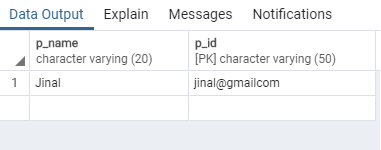 Data Output Explain Messages Notifications
p_name p_id
character varying (20) [PK] character varying (50)
1 Jinal jinal@gmailcom